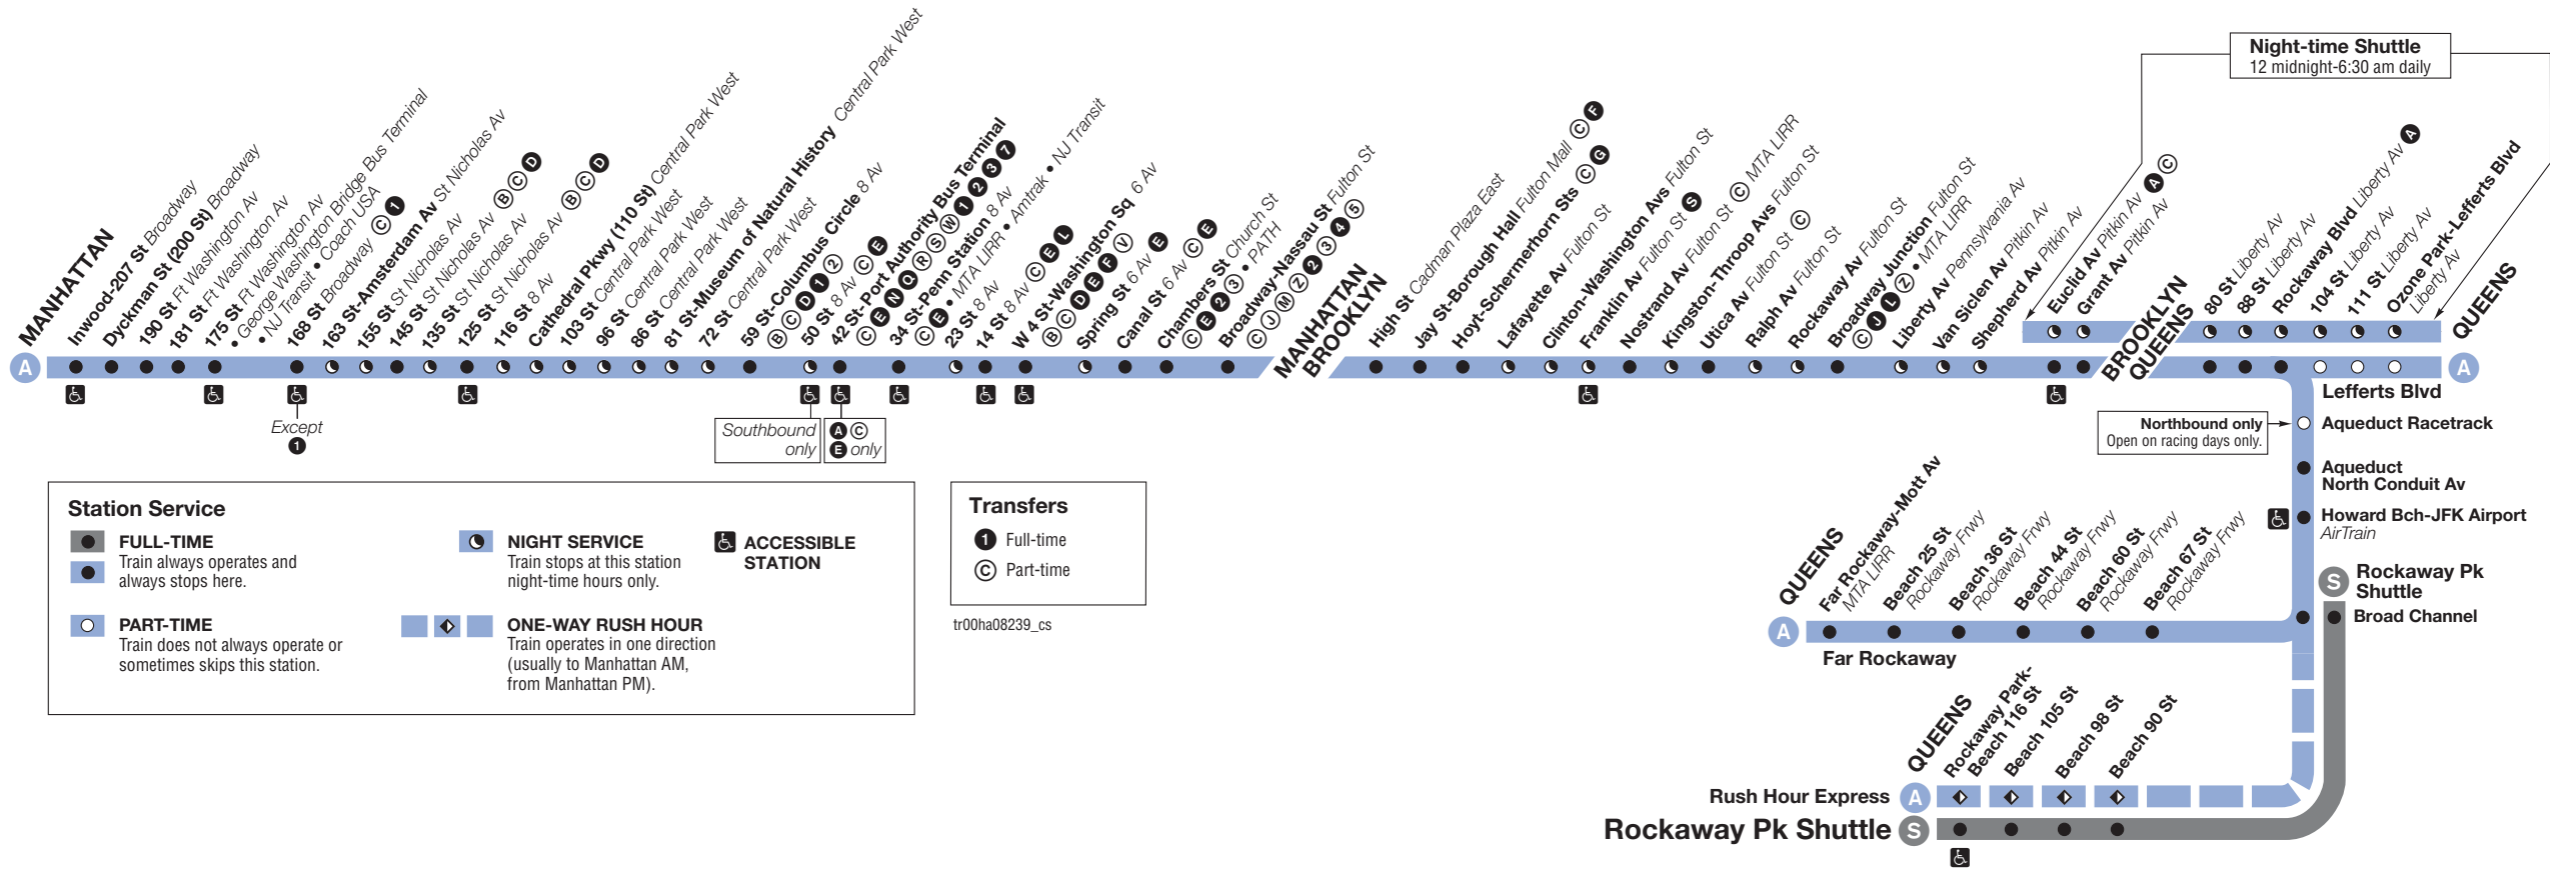 MANHATTAN
Inwood-207 St Broadway
Dyckman St (200 St) Broadway
190 St Ft Washington Av
181 St Ft Washington Av
175 St Ft Washington Av
• George Washington Bridge Bus Terminal
• NJ Transit • Coach USA
168 St Broadway C 1
163 St-Amsterdam Av St Nicholas Av
155 St St Nicholas Av
145 St St Nicholas Av B C D
135 St St Nicholas Av
125 St St Nicholas Av B C D
116 St 8 Av
Cathedral Pkwy (110 St) Central Park West
103 St Central Park West
96 St Central Park West
86 St Central Park West
81 St-Museum of Natural History Central Park West
72 St Central Park West
59 St-Columbus Circle 8 Av
B C D 1 2
50 St 8 Av C E
42 St-Port Authority Bus Terminal
C E N Q R S W 1 2 3 7
34 St-Penn Station 8 Av
C E • MTA LIRR • Amtrak • NJ Transit
23 St 8 Av
14 St 8 Av C E L
W 4 St-Washington Sq 6 Av
B C D E F V
Spring St 6 Av E
Canal St 6 Av C E
Chambers St Church St
C E 2 3 • PATH
Broadway-Nassau St Fulton St
C J M Z 2 3 4 5
MANHATTAN
BROOKLYN
High St Cadman Plaza East
Jay St-Borough Hall Fulton Mall C F
Hoyt-Schermerhorn Sts C G
Lafayette Av Fulton St
Clinton-Washington Avs Fulton St
Franklin Av Fulton St S
Nostrand Av Fulton St C MTA LIRR
Kingston-Throop Avs Fulton St
Utica Av Fulton St C
Ralph Av Fulton St
Rockaway Av Fulton St
Broadway Junction Fulton St
C J L Z • MTA LIRR
Liberty Av Pennsylvania Av
Van Siclen Av Pitkin Av
Shepherd Av Pitkin Av
Euclid Av Pitkin Av A C
Grant Av Pitkin Av
BROOKLYN
QUEENS
80 St Liberty Av
88 St Liberty Av
Rockaway Blvd Liberty Av A
104 St Liberty Av
111 St Liberty Av
Ozone Park-Lefferts Blvd
Liberty Av
QUEENS
Night-time Shuttle
12 midnight-6:30 am daily
A
A
Lefferts Blvd
Except
1
Southbound
only
A C
E only
Northbound only
Open on racing days only.
Aqueduct Racetrack
Aqueduct
North Conduit Av
Howard Bch-JFK Airport
AirTrain
S Rockaway Pk
Shuttle
Broad Channel
Station Service
FULL-TIME
Train always operates and
always stops here.
PART-TIME
Train does not always operate or
sometimes skips this station.
NIGHT SERVICE
Train stops at this station
night-time hours only.
ONE-WAY RUSH HOUR
Train operates in one direction
(usually to Manhattan AM,
from Manhattan PM).
ACCESSIBLE
STATION
Transfers
1 Full-time
C Part-time
tr00ha08239_cs
QUEENS
Far Rockaway-Mott Av
MTA LIRR
Beach 25 St
Rockaway Frwy
Beach 36 St
Rockaway Frwy
Beach 44 St
Rockaway Frwy
Beach 60 St
Rockaway Frwy
Beach 67 St
Rockaway Frwy
A
Far Rockaway
QUEENS
Rockaway Park-
Beach 116 St
Beach 105 St
Beach 98 St
Beach 90 St
Rush Hour Express A
Rockaway Pk Shuttle S